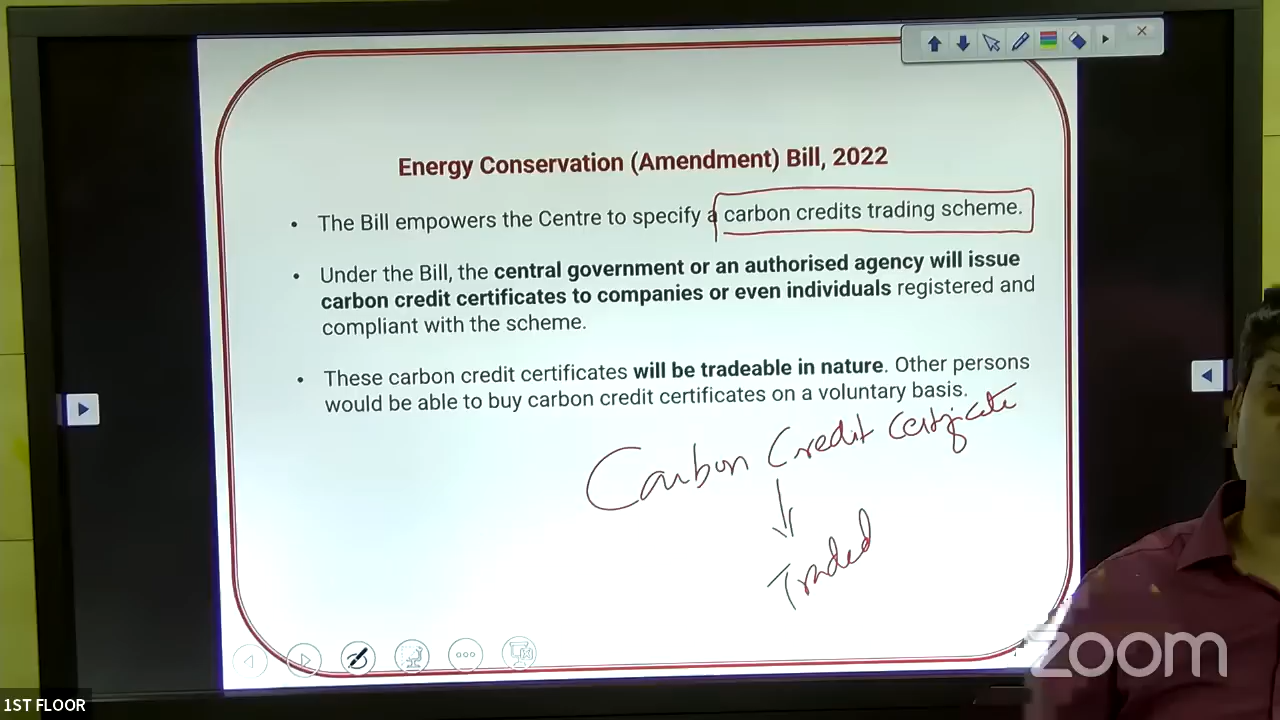 Energy Conservation (Amendment) Bill, 2022
• The Bill empowers the Centre to specify a carbon credits trading scheme.
• Under the Bill, the central government or an authorised agency will issue
carbon credit certificates to companies or even individuals registered and
compliant with the scheme.
• These carbon credit certificates will be tradeable in nature. Other persons
would be able to buy carbon credit certificates on a voluntary basis.
Carbon Credit Certificate
Traded
zoom
1ST FLOOR